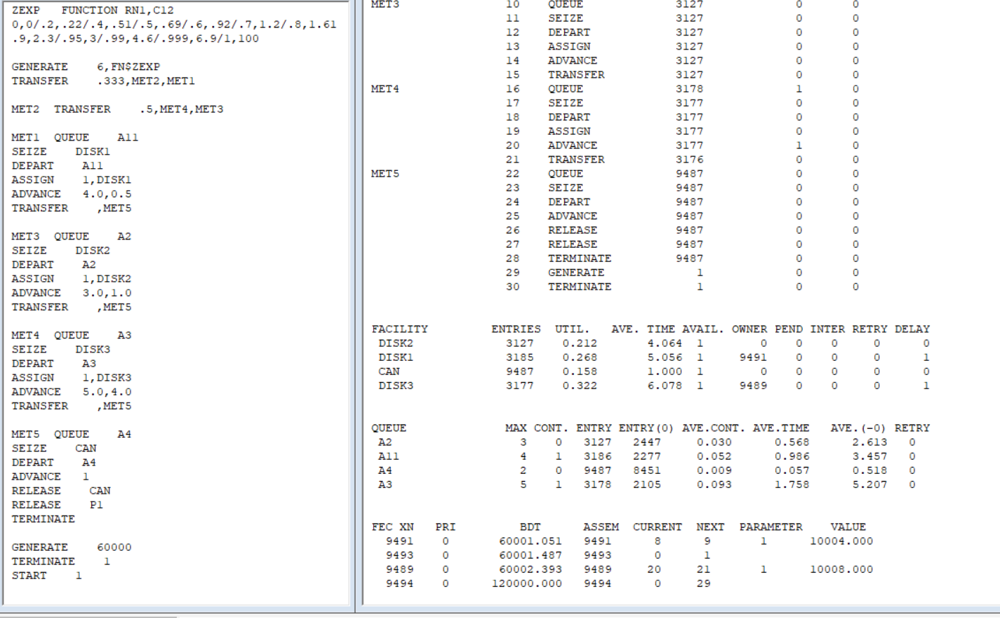 ZEXP FUNCTION RN1,C12
0,0/.2,.22/.4,.51/.5,.69/.6,.92/.7,1.2/.8,1.61
.9,2.3/.95,3/.99,4.6/.999,6.9/1,100
GENERATE 6,FN$ZEXP
TRANSFER .333,MET2,MET1
MET2 TRANSFER .5,MET4,MET3
MET1 QUEUE A11
SEIZE DISK1
DEPART A11
ASSIGN 1,DISK1
ADVANCE 4.0,0.5
TRANSFER ,MET5
MET3 QUEUE A2
SEIZE DISK2
DEPART A2
ASSIGN 1,DISK2
ADVANCE 3.0,1.0
TRANSFER ,MET5
MET4 QUEUE A3
SEIZE DISK3
DEPART A3
ASSIGN 1,DISK3
ADVANCE 5.0,4.0
TRANSFER ,MET5
MET5 QUEUE A4
SEIZE CAN
DEPART A4
ADVANCE 1
RELEASE CAN
RELEASE P1
TERMINATE
GENERATE 60000
TERMINATE 1
START 1
MET3 10 QUEUE 3127 0 0
11 SEIZE 3127 0 0
12 DEPART 3127 0 0
13 ASSIGN 3127 0 0
14 ADVANCE 3127 0 0
15 TRANSFER 3127 0 0
MET4 16 QUEUE 3178 1 0
17 SEIZE 3177 0 0
18 DEPART 3177 0 0
19 ASSIGN 3177 0 0
20 ADVANCE 3177 1 0
21 TRANSFER 3176 0 0
MET5 22 QUEUE 9487 0 0
23 SEIZE 9487 0 0
24 DEPART 9487 0 0
25 ADVANCE 9487 0 0
26 RELEASE 9487 0 0
27 RELEASE 9487 0 0
28 TERMINATE 9487 0 0
29 GENERATE 1 0 0
30 TERMINATE 1 0 0
FACILITY ENTRIES UTIL. AVE. TIME AVAIL. OWNER PEND INTER RETRY DELAY
DISK2 3127 0.212 4.064 1 0 0 0 0 0
DISK1 3185 0.268 5.056 1 9491 0 0 0 1
CAN 9487 0.158 1.000 1 0 0 0 0 0
DISK3 3177 0.322 6.078 1 9489 0 0 0 1
QUEUE MAX CONT. ENTRY ENTRY(0) AVE.CONT. AVE.TIME AVE.(-0) RETRY
A2 3 0 3127 2447 0.030 0.568 2.613 0
A11 4 1 3186 2277 0.052 0.986 3.457 0
A4 2 0 9487 8451 0.009 0.057 0.518 0
A3 5 1 3178 2105 0.093 1.758 5.207 0
FEC XN PRI BDT ASSEM CURRENT NEXT PARAMETER VALUE
9491 0 60001.051 9491 8 9 1 10004.000
9493 0 60001.487 9493 0 1
9489 0 60002.393 9489 20 21 1 10008.000
9494 0 120000.000 9494 0 29